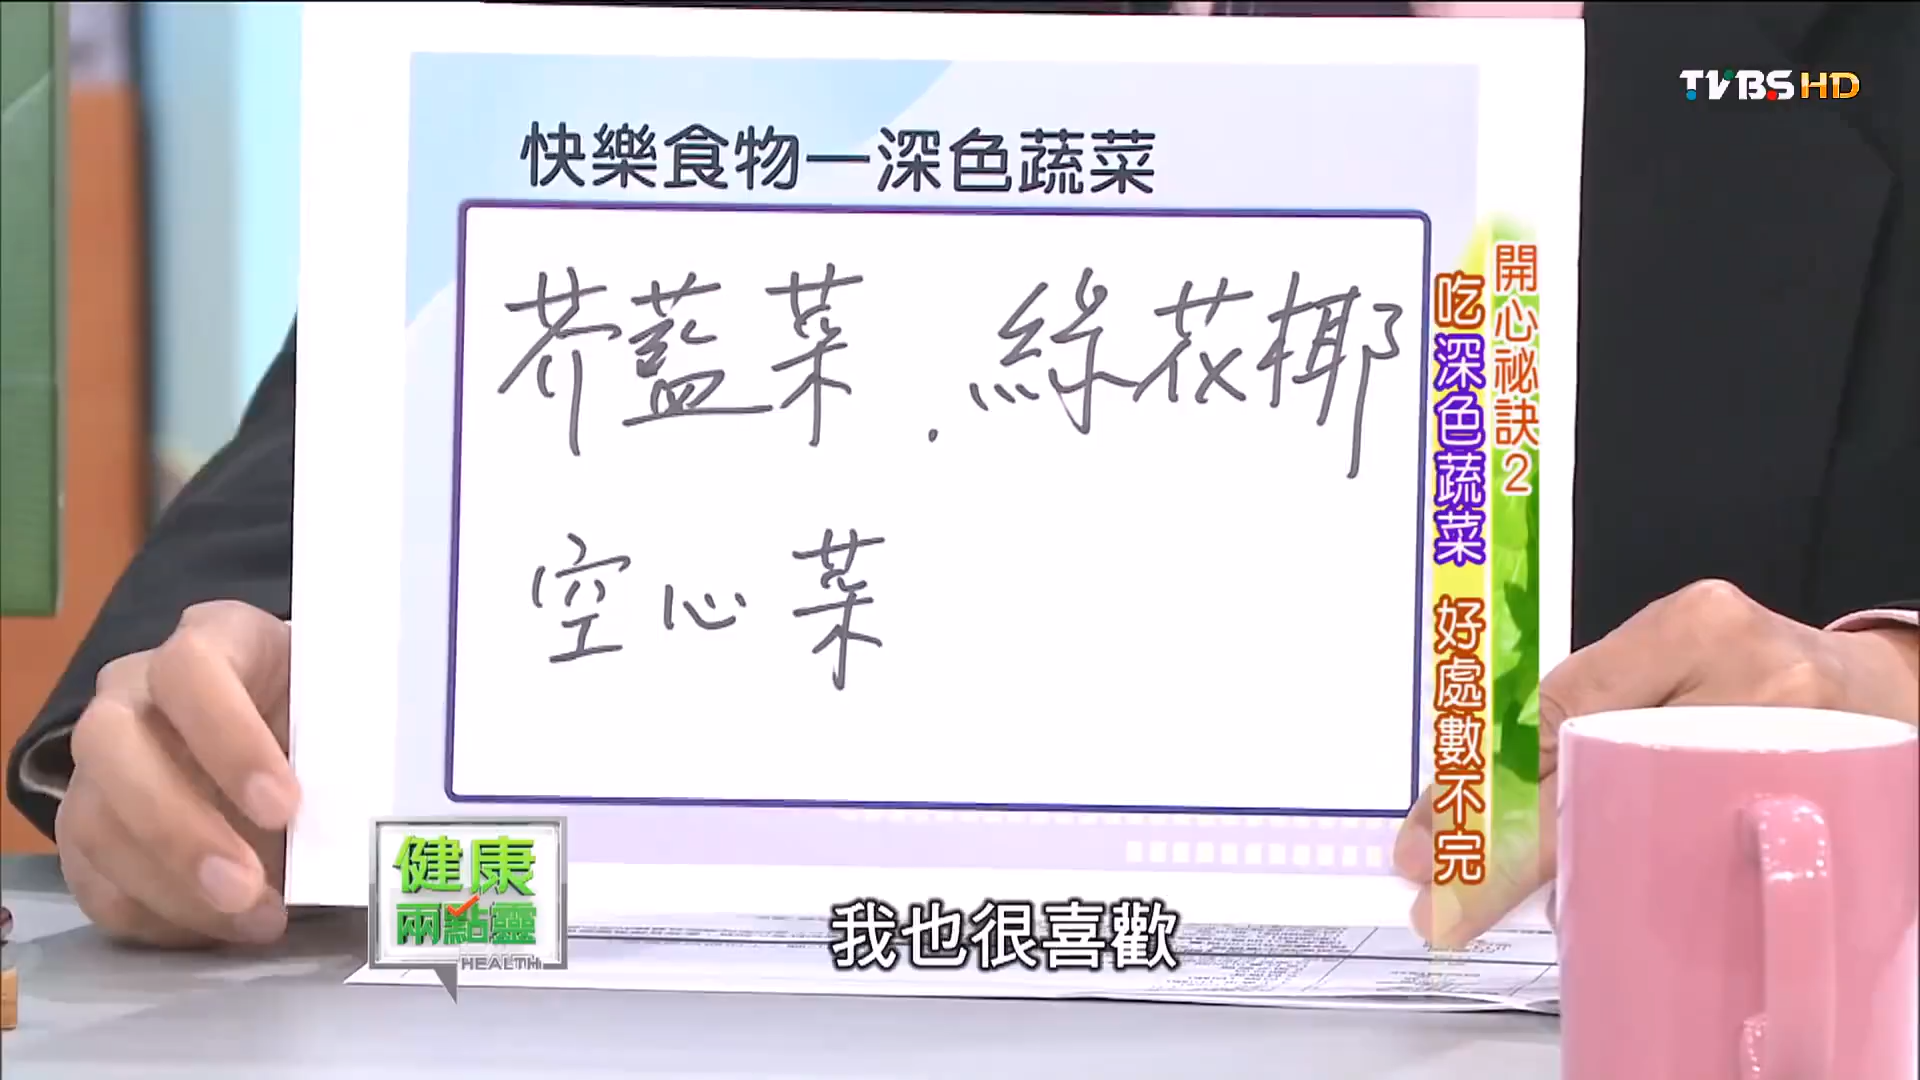 TVBS HD
快樂食物—深色蔬菜
芥藍菜.綠花椰
空心菜
開心祕訣2
吃深色蔬菜 好處數不完
健康
兩點靈
HEALTH
我也很喜歡